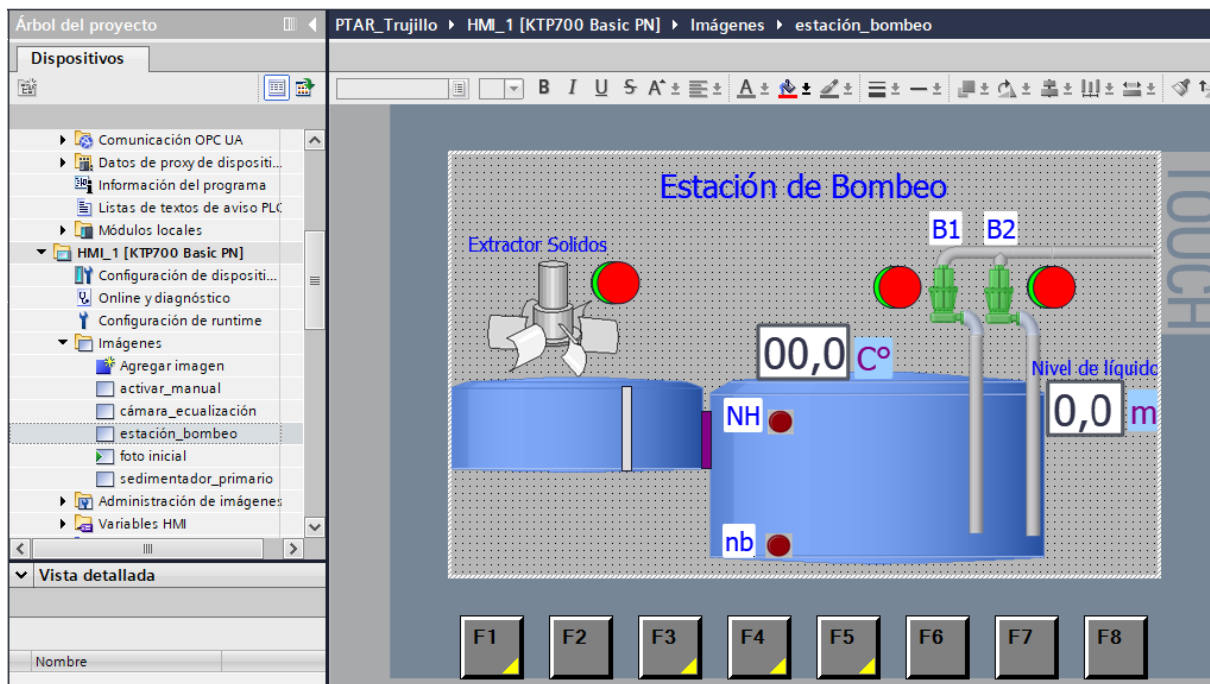 Árbol del proyecto
Dispositivos
Comunicación OPC UA
Datos de proxy de dispositi...
Información del programa
Listas de textos de aviso PLC
Módulos locales
HMI_1 [KTP700 Basic PN]
Configuración de dispositi...
Online y diagnóstico
Configuración de runtime
Imágenes
Agregar imagen
activar_manual
cámara_ecualización
estación_bombeo
foto inicial
sedimentador_primario
Administración de imágenes
Variables HMI
Vista detallada
Nombre
PTAR_Trujillo HMI_1 [KTP700 Basic PN] Imágenes estación_bombeo
B I U S A A
Estación de Bombeo
B1 B2
Extractor Solidos
00,0 C°
Nivel de líquido
0,0 m
NH
nb
TOUCH
F1 F2 F3 F4 F5 F6 F7 F8